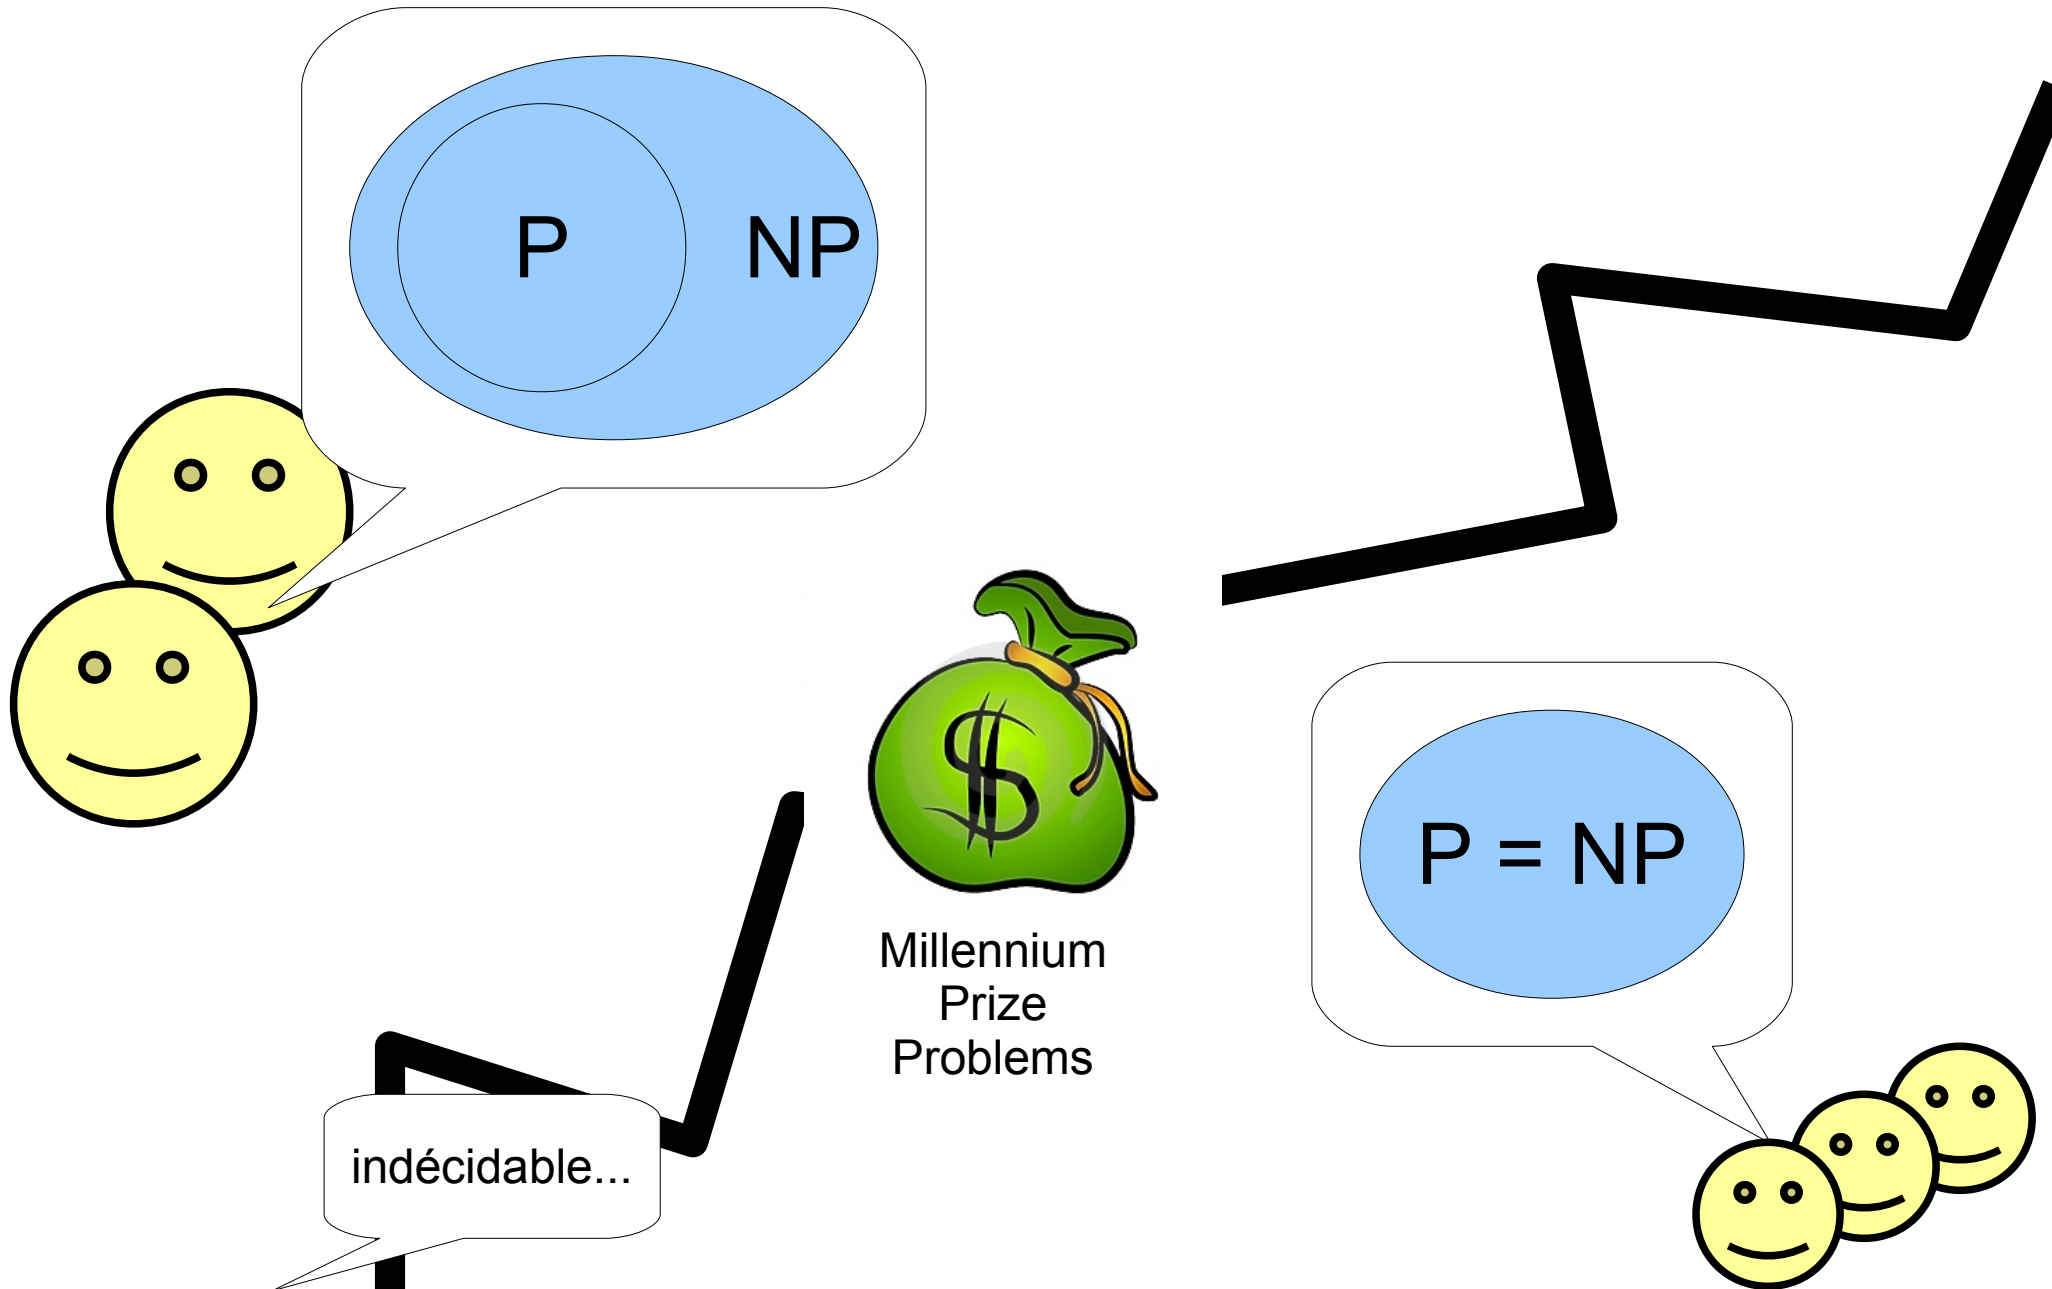 P NP
$
Millennium
Prize
Problems
P = NP
indécidable...